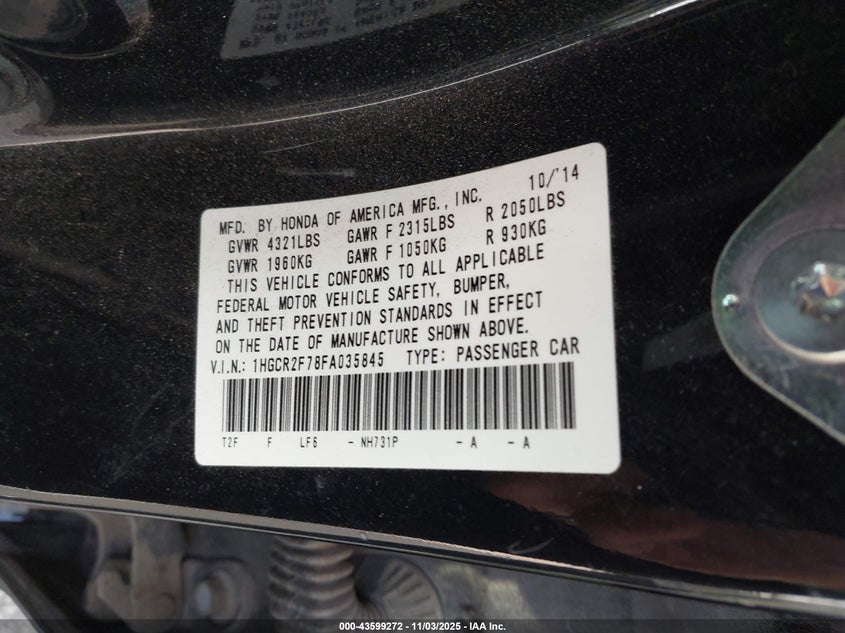 MFD. BY HONDA OF AMERICA MFG., INC. 10/'14
GVWR 4321LBS GAWR F 2315LBS R 2050LBS
GVWR 1960KG GAWR F 1050KG R 930KG
THIS VEHICLE CONFORMS TO ALL APPLICABLE
FEDERAL MOTOR VEHICLE SAFETY, BUMPER,
AND THEFT PREVENTION STANDARDS IN EFFECT
ON THE DATE OF MANUFACTURE SHOWN ABOVE.
V.I.N.: 1HGCR2F78FA035845 TYPE: PASSENGER CAR
T2F F LF6 - NH731P - A - A
000-43599272 | 11/03/2025 - IAA Inc.